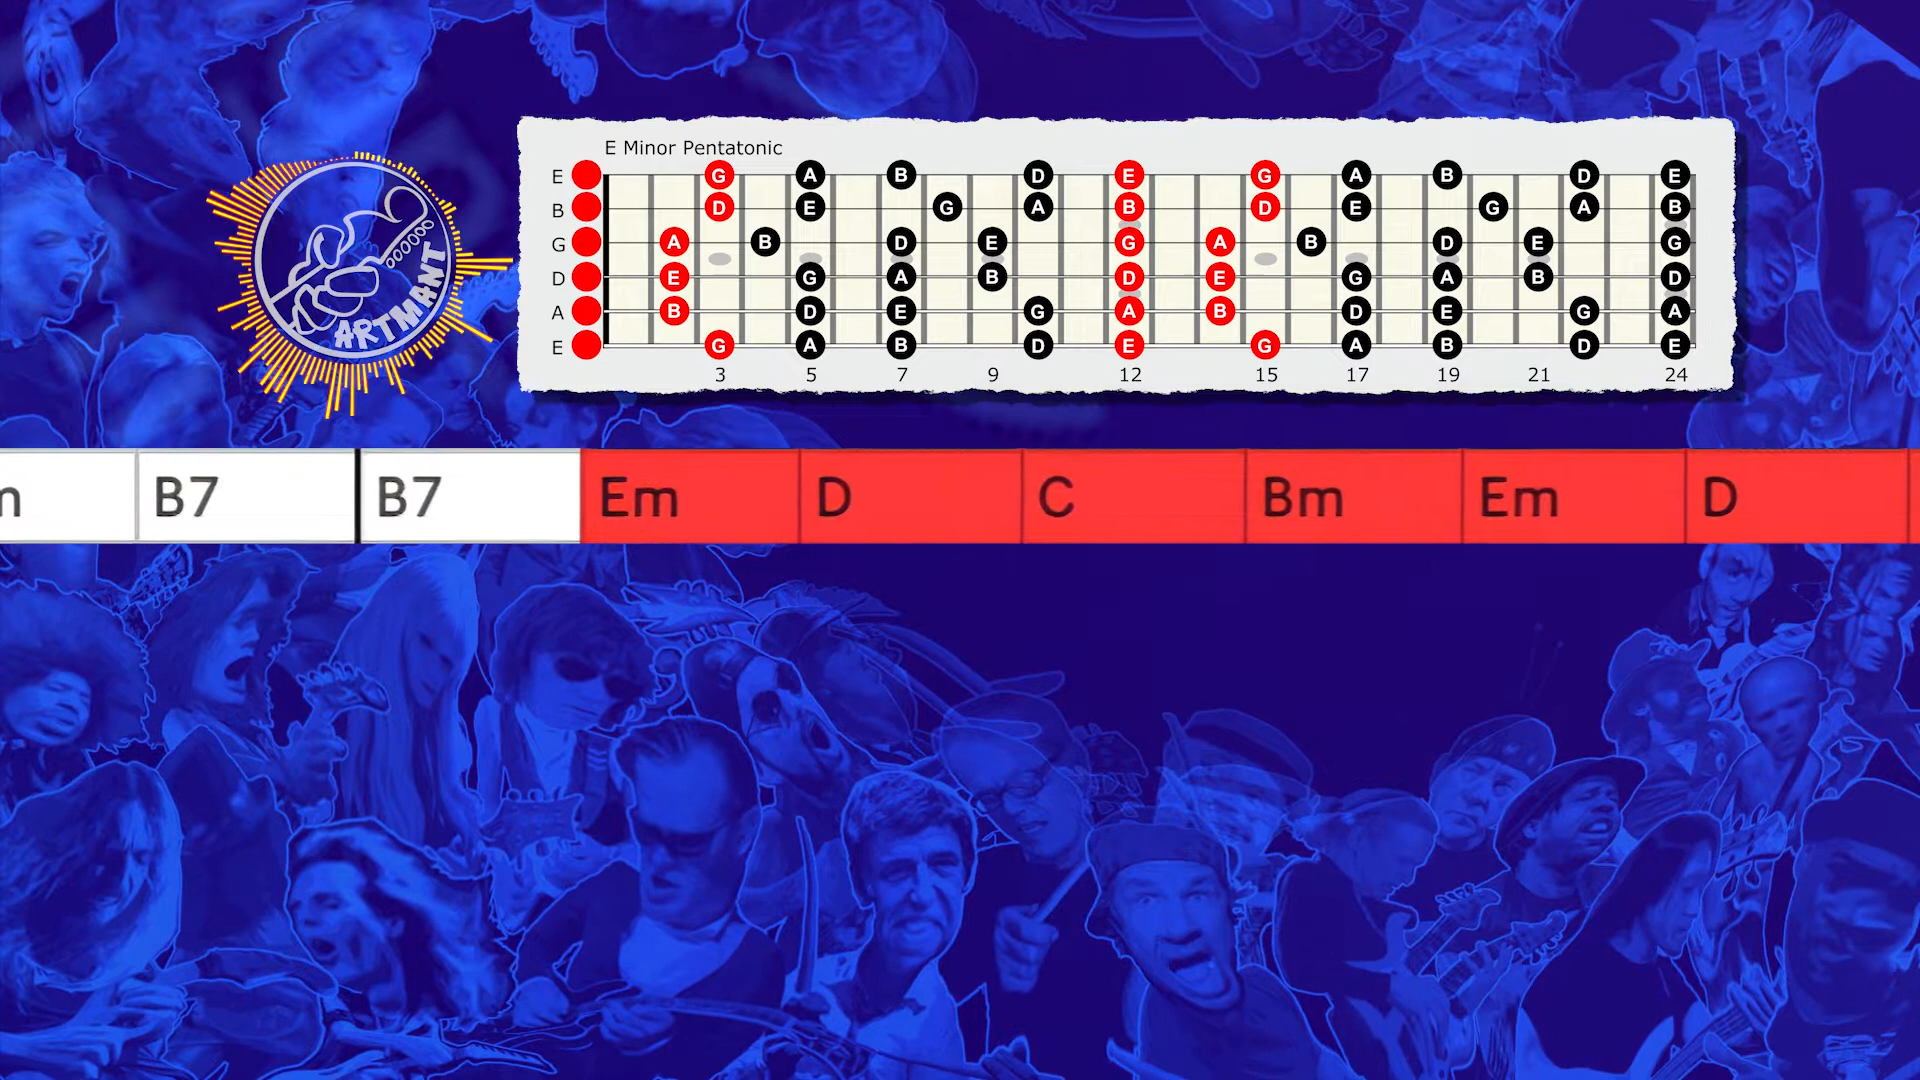 E Minor Pentatonic
E G A B D E G A B D E
B D E G A B D E G A B
G A B D E G A B D E G
D E G A B D E G A B D
A B D E G A B D E G A
E G A B D E G A B D E
3 5 7 9 12 15 17 19 21 24
ARTMANT
m B7 B7 Em D C Bm Em D